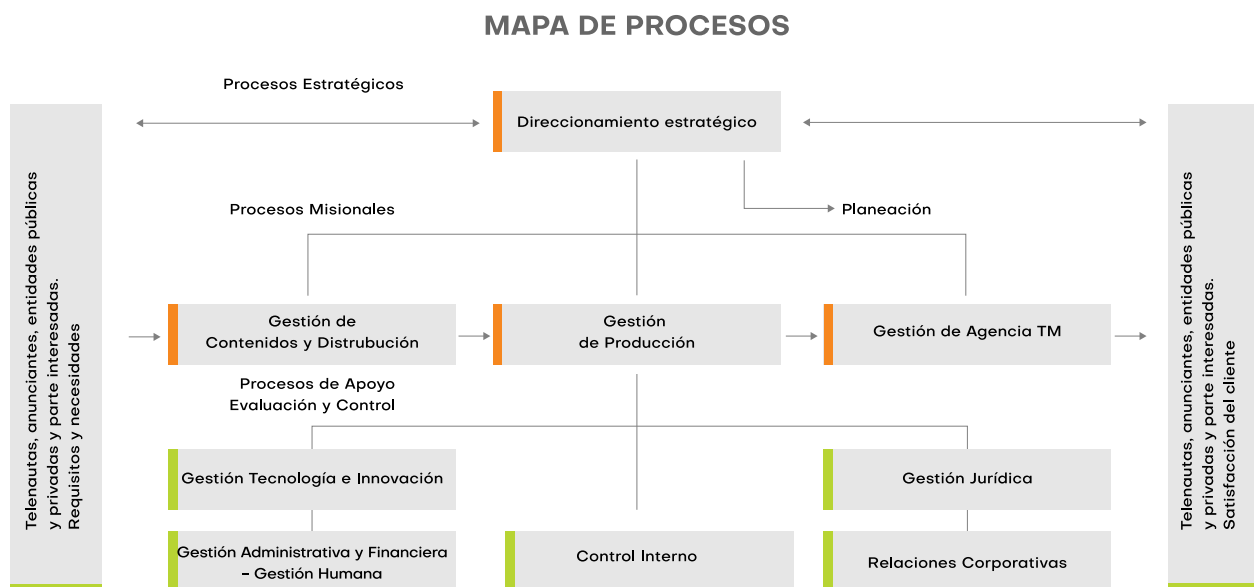 MAPA DE PROCESOS
Procesos Estratégicos
Direccionamiento estratégico
Procesos Misionales
Planeación
Telenautas, anunciantes, entidades públicas
y privadas y parte interesadas.
Requisitos y necesidades
Gestión de
Contenidos y Distrubución
Gestión
de Producción
Gestión de Agencia TM
Telenautas, anunciantes, entidades públicas
y privadas y parte interesadas.
Satisfacción del cliente
Procesos de Apoyo
Evaluación y Control
Gestión Tecnología e Innovación
Gestión Jurídica
Gestión Administrativa y Financiera
– Gestión Humana
Control Interno
Relaciones Corporativas